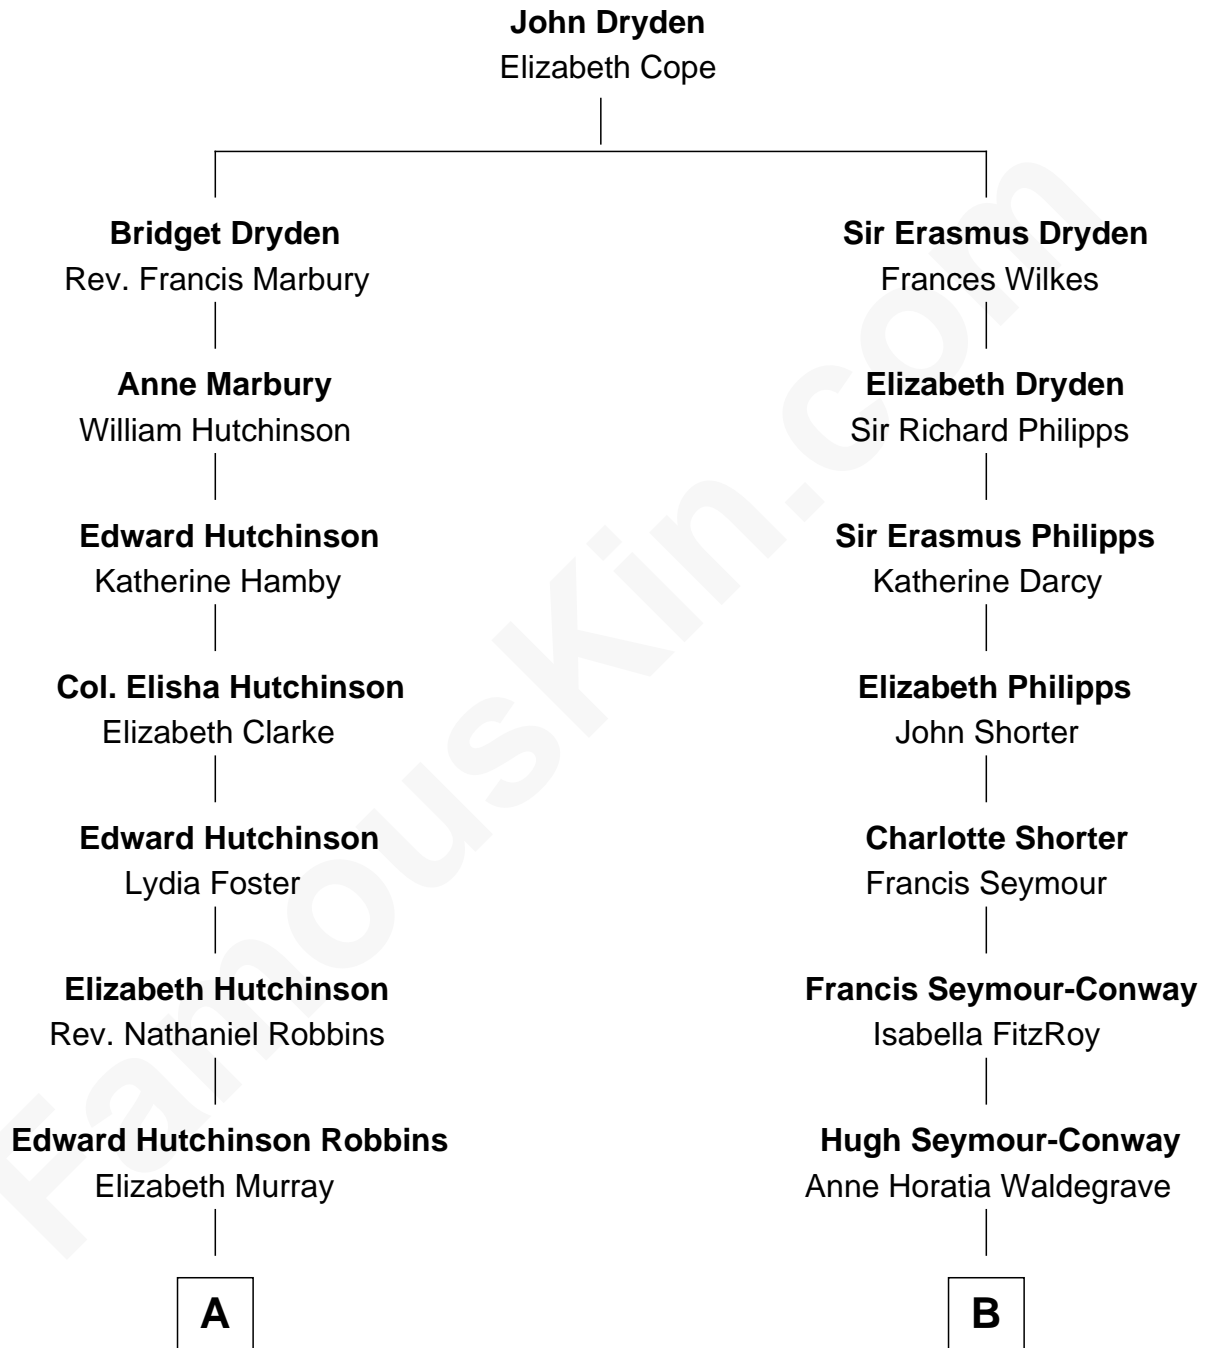 John Dryden
Elizabeth Cope
Bridget Dryden
Rev. Francis Marbury
Sir Erasmus Dryden
Frances Wilkes
Anne Marbury
William Hutchinson
Elizabeth Dryden
Sir Richard Philipps
Edward Hutchinson
Katherine Hamby
Sir Erasmus Philipps
Katherine Darcy
Col. Elisha Hutchinson
Elizabeth Clarke
Elizabeth Philipps
John Shorter
Edward Hutchinson
Lydia Foster
Charlotte Shorter
Francis Seymour
Elizabeth Hutchinson
Rev. Nathaniel Robbins
Francis Seymour-Conway
Isabella FitzRoy
Edward Hutchinson Robbins
Elizabeth Murray
Hugh Seymour-Conway
Anne Horatia Waldegrave
A
B
FamousKin.com